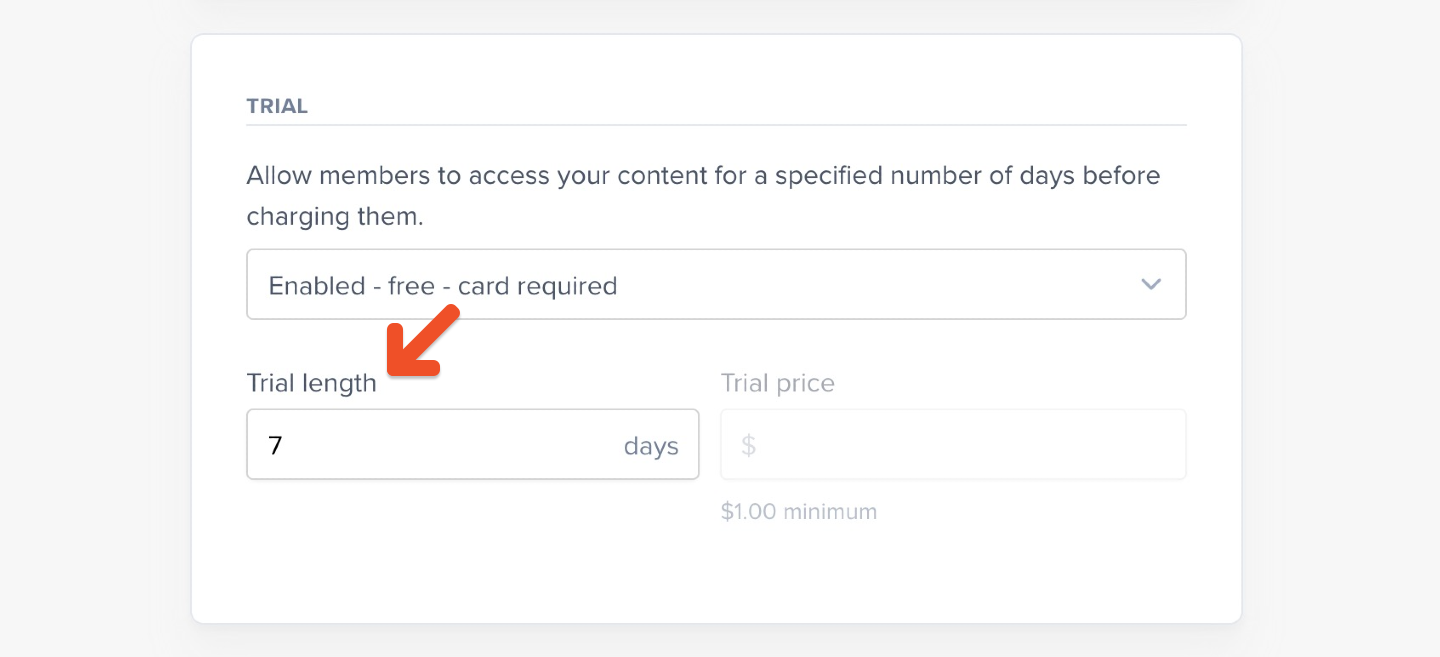 TRIAL
Allow members to access your content for a specified number of days before
charging them.
Enabled - free - card required
Trial length
Trial price
7 days
$
$1.00 minimum